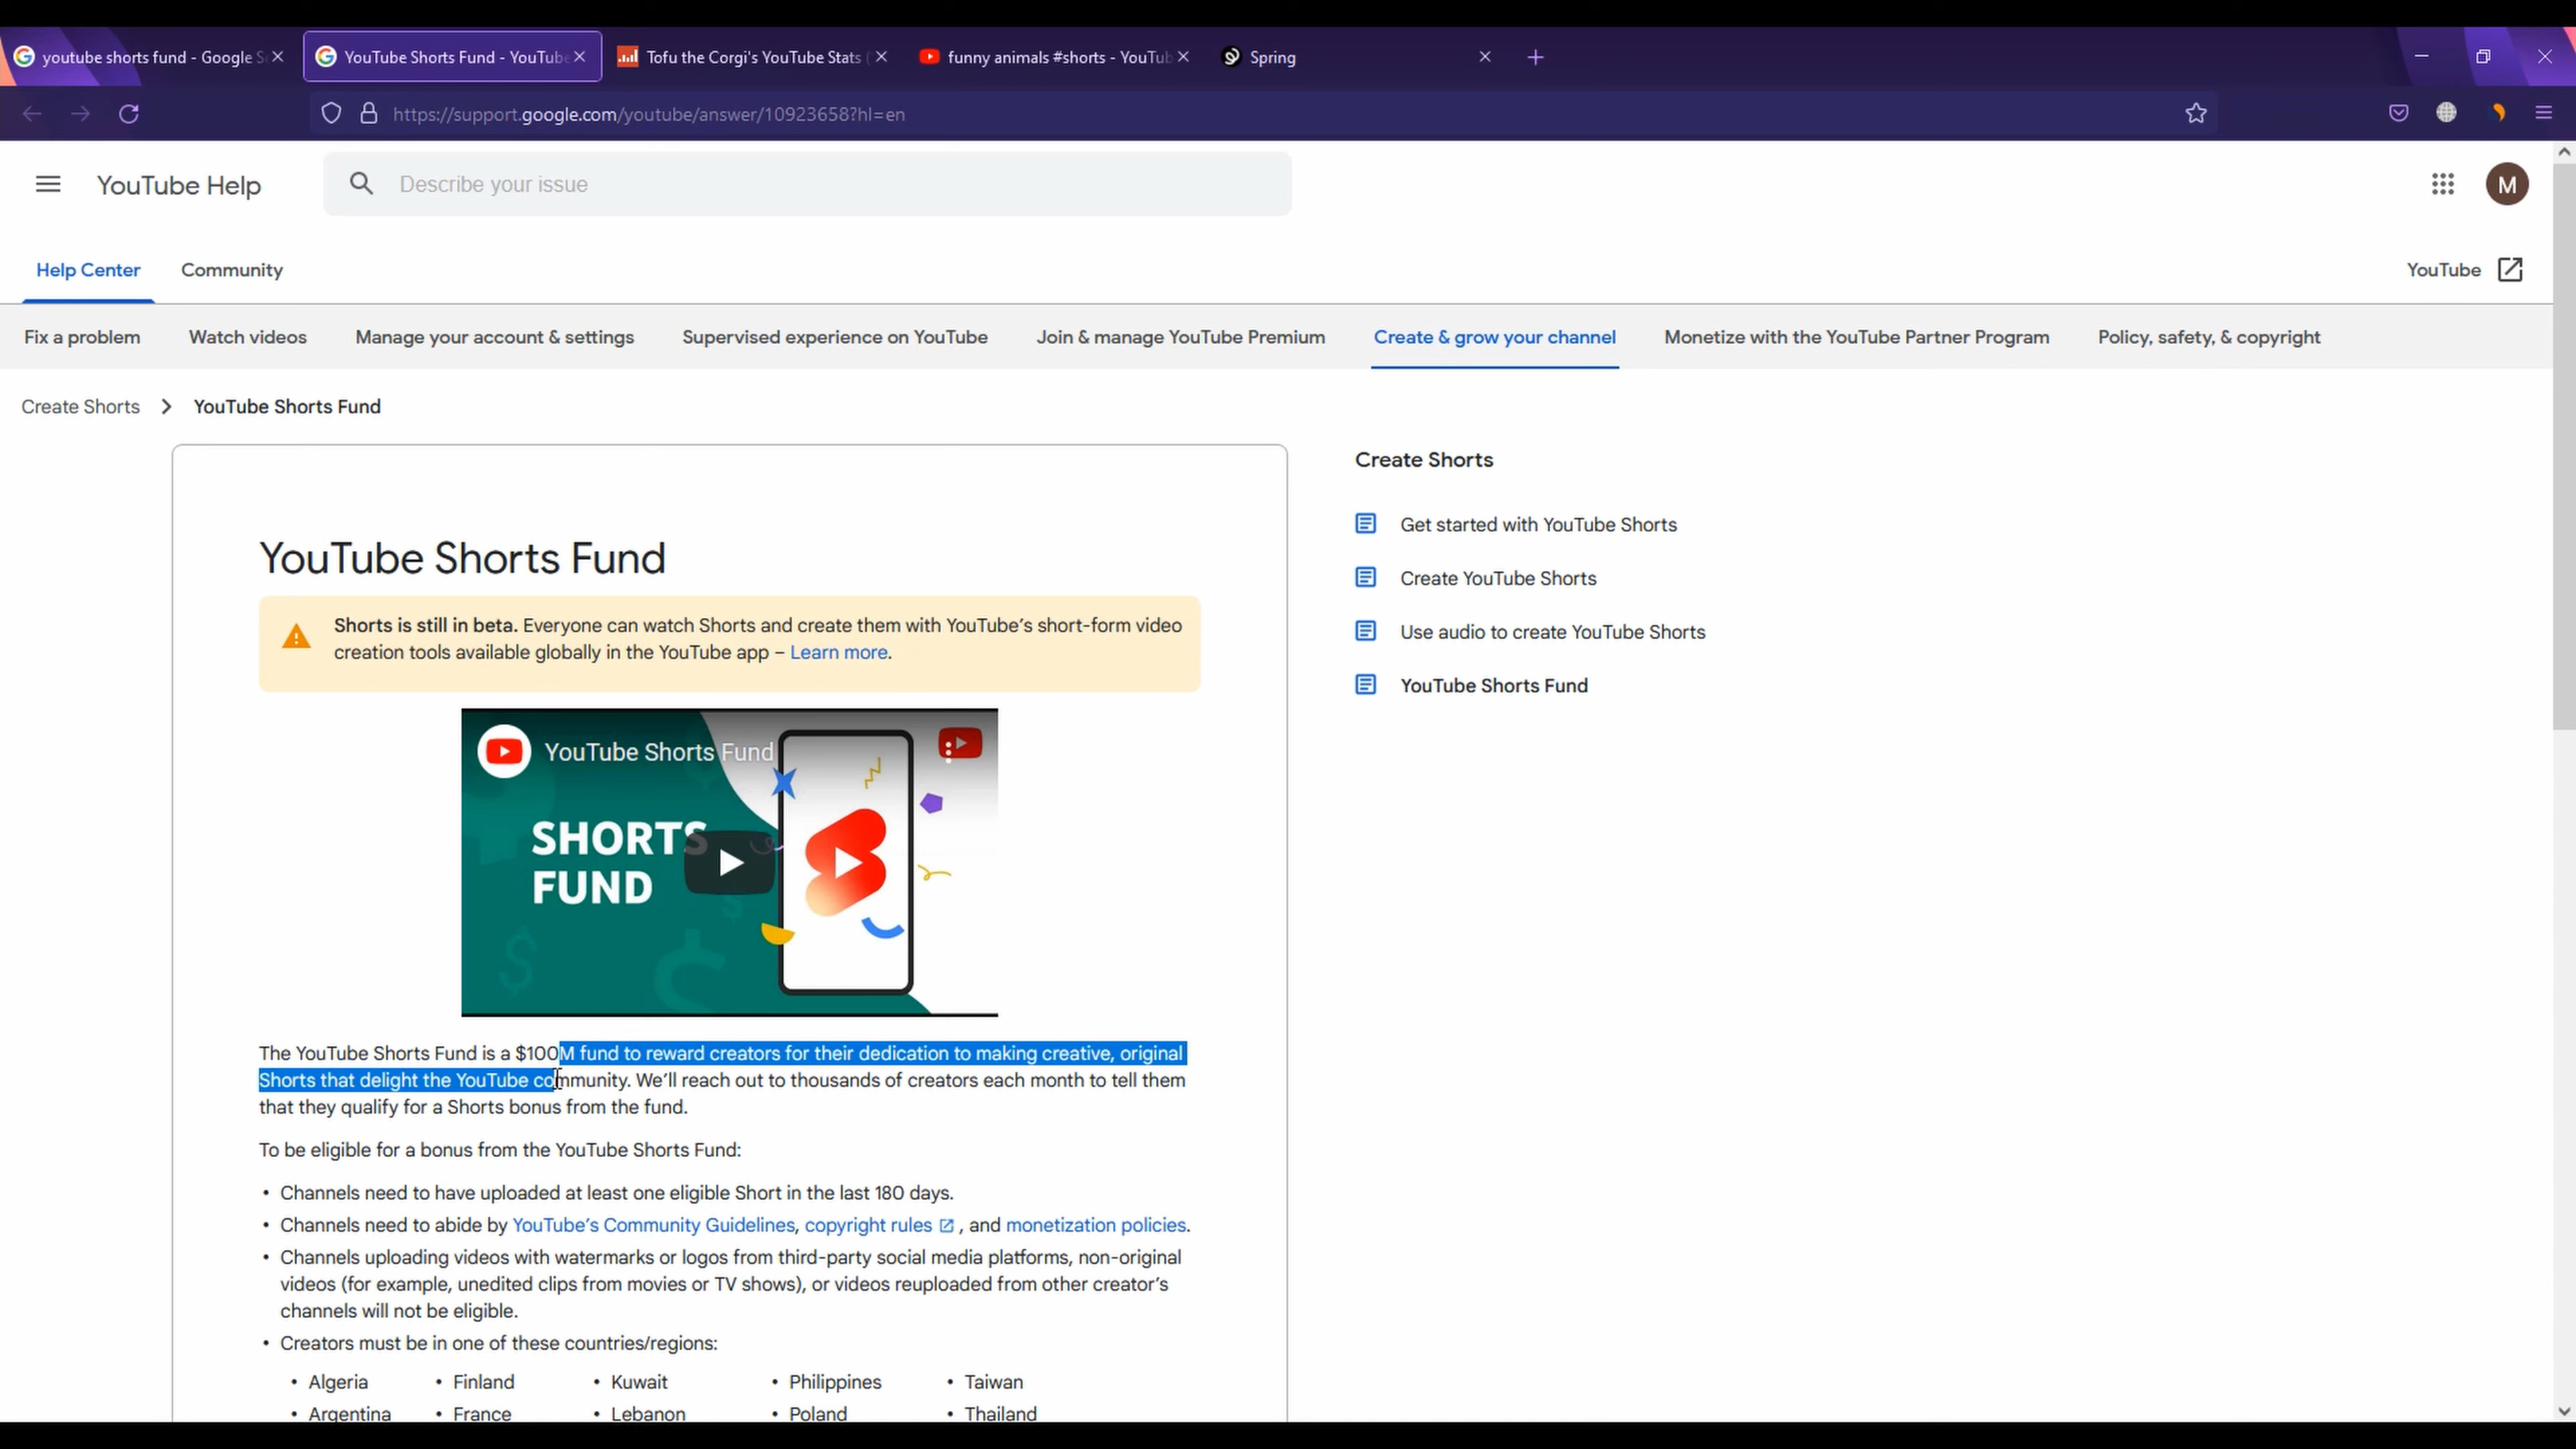 youtube shorts fund - Google S
YouTube Shorts Fund - YouTube
Tofu the Corgi's YouTube Stats (
funny animals #shorts - YouTub
Spring
https://support.google.com/youtube/answer/10923658?hl=en
YouTube Help
Describe your issue
M
Help Center
Community
YouTube
Fix a problem
Watch videos
Manage your account & settings
Supervised experience on YouTube
Join & manage YouTube Premium
Create & grow your channel
Monetize with the YouTube Partner Program
Policy, safety, & copyright
Create Shorts
YouTube Shorts Fund
Create Shorts
Get started with YouTube Shorts
Create YouTube Shorts
Use audio to create YouTube Shorts
YouTube Shorts Fund
YouTube Shorts Fund
Shorts is still in beta. Everyone can watch Shorts and create them with YouTube's short-form video
creation tools available globally in the YouTube app – Learn more.
YouTube Shorts Fund
SHORTS
FUND
The YouTube Shorts Fund is a $100M fund to reward creators for their dedication to making creative, original
Shorts that delight the YouTube community. We'll reach out to thousands of creators each month to tell them
that they qualify for a Shorts bonus from the fund.
To be eligible for a bonus from the YouTube Shorts Fund:
• Channels need to have uploaded at least one eligible Short in the last 180 days.
• Channels need to abide by YouTube's Community Guidelines, copyright rules , and monetization policies.
• Channels uploading videos with watermarks or logos from third-party social media platforms, non-original
videos (for example, unedited clips from movies or TV shows), or videos reuploaded from other creator's
channels will not be eligible.
• Creators must be in one of these countries/regions:
• Algeria • Finland • Kuwait • Philippines • Taiwan
• Argentina • France • Lebanon • Poland • Thailand